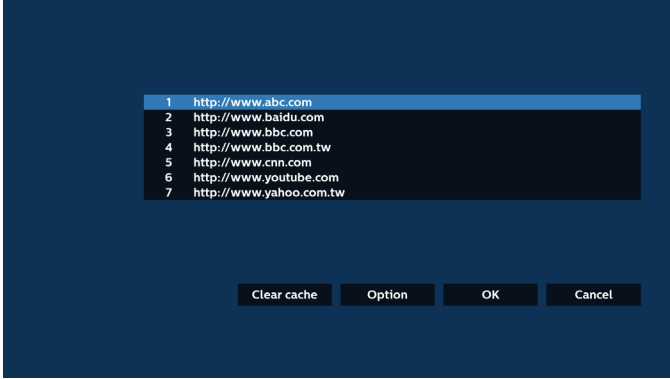 1 http://www.abc.com
2 http://www.baidu.com
3 http://www.bbc.com
4 http://www.bbc.com.tw
5 http://www.cnn.com
6 http://www.youtube.com
7 http://www.yahoo.com.tw
Clear cache Option OK Cancel